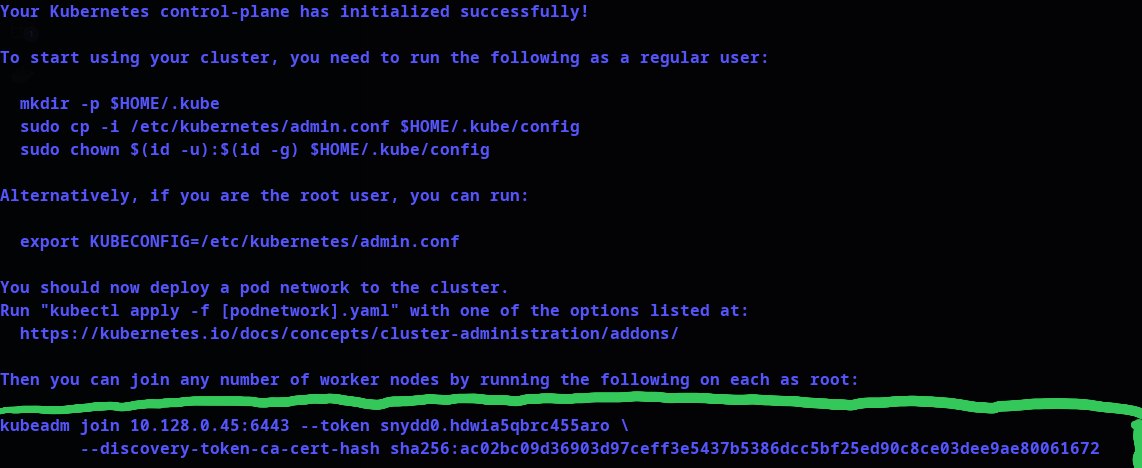 Your Kubernetes control-plane has initialized successfully!
To start using your cluster, you need to run the following as a regular user:
mkdir -p $HOME/.kube
sudo cp -i /etc/kubernetes/admin.conf $HOME/.kube/config
sudo chown $(id -u):$(id -g) $HOME/.kube/config
Alternatively, if you are the root user, you can run:
export KUBECONFIG=/etc/kubernetes/admin.conf
You should now deploy a pod network to the cluster.
Run "kubectl apply -f [podnetwork].yaml" with one of the options listed at:
https://kubernetes.io/docs/concepts/cluster-administration/addons/
Then you can join any number of worker nodes by running the following on each as root:
kubeadm join 10.128.0.45:6443 --token snydd0.hdwia5qbrc455aro \
--discovery-token-ca-cert-hash sha256:ac02bc09d36903d97ceff3e5437b5386dcc5bf25ed90c8ce03dee9ae80061672